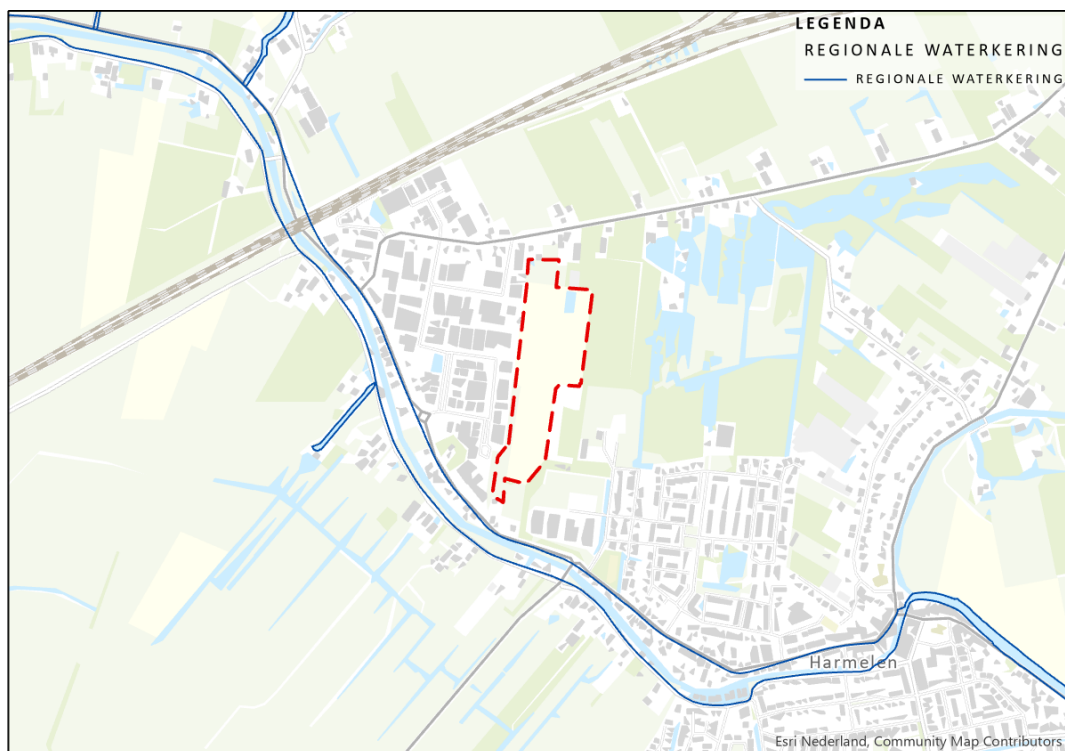 LEGENDA
REGIONALE WATERKERING
REGIONALE WATERKERING
Harmelen
Esri Nederland, Community Map Contributors